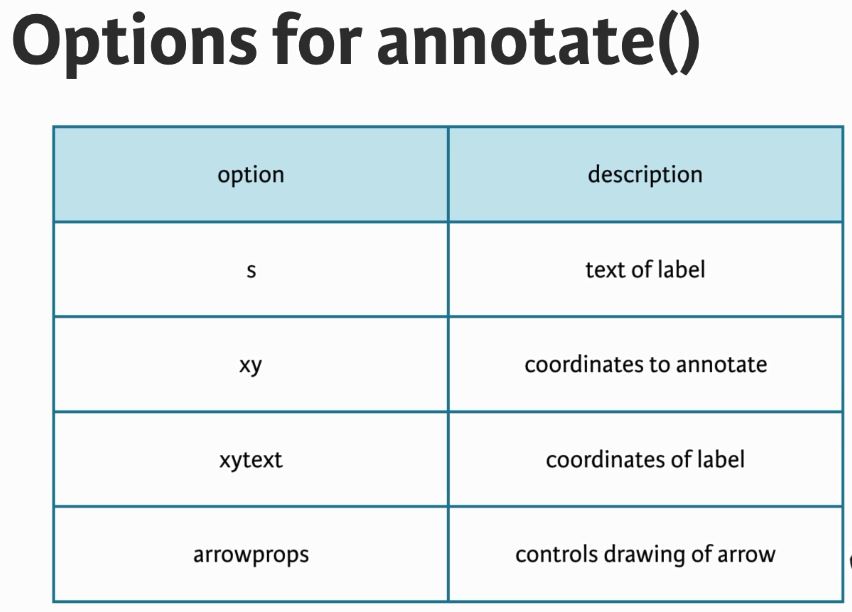 Options for annotate()
option description
s text of label
xy coordinates to annotate
xytext coordinates of label
arrowprops controls drawing of arrow